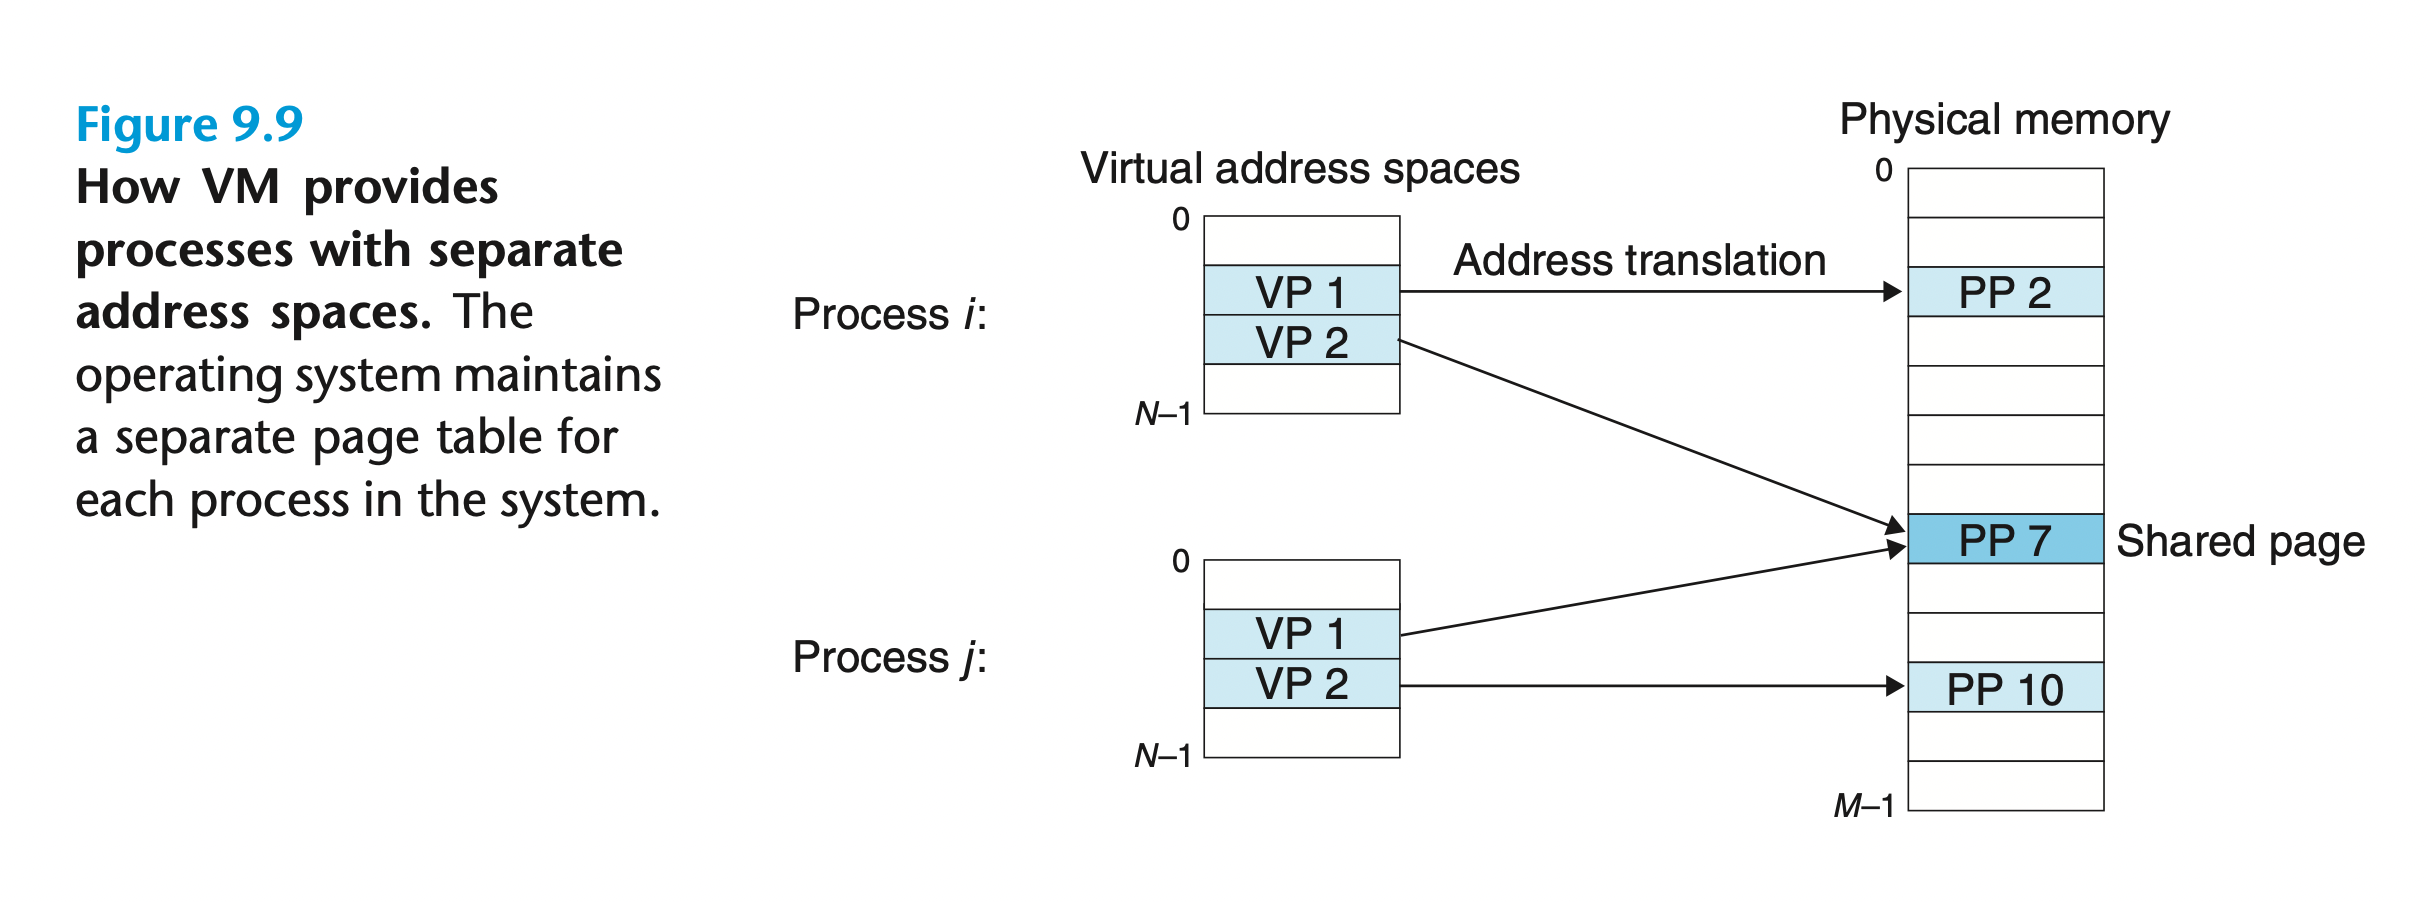 Figure 9.9
How VM provides
processes with separate
address spaces. The
operating system maintains
a separate page table for
each process in the system.
Virtual address spaces
Physical memory
Process i:
0
VP 1
VP 2
N–1
Address translation
Process j:
0
VP 1
VP 2
N–1
0
PP 2
PP 7
Shared page
PP 10
M–1